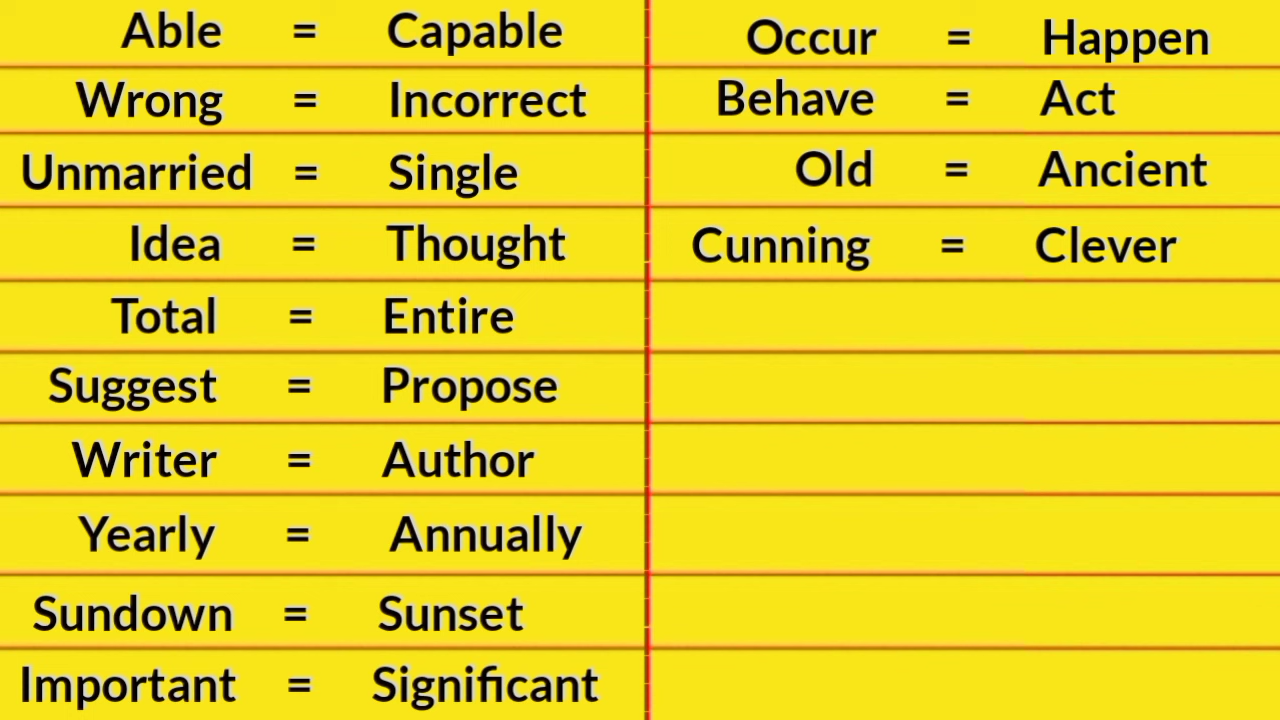 Able = Capable
Wrong = Incorrect
Unmarried = Single
Idea = Thought
Total = Entire
Suggest = Propose
Writer = Author
Yearly = Annually
Sundown = Sunset
Important = Significant
Occur = Happen
Behave = Act
Old = Ancient
Cunning = Clever